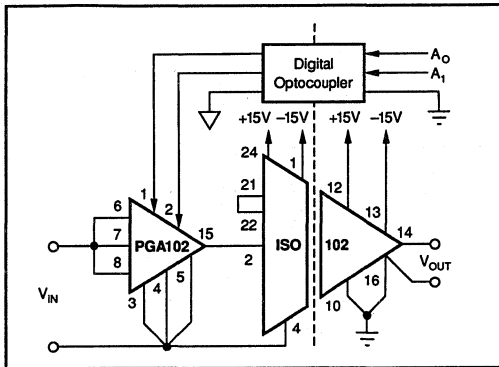 Digital
Optocoupler
A0
A1
+15V –15V
+15V –15V
24
1
21
22
2
ISO
4
12
13
14
102
16
10
VOUT
1
2
6
7
8
PGA102
15
3
4
5
VIN